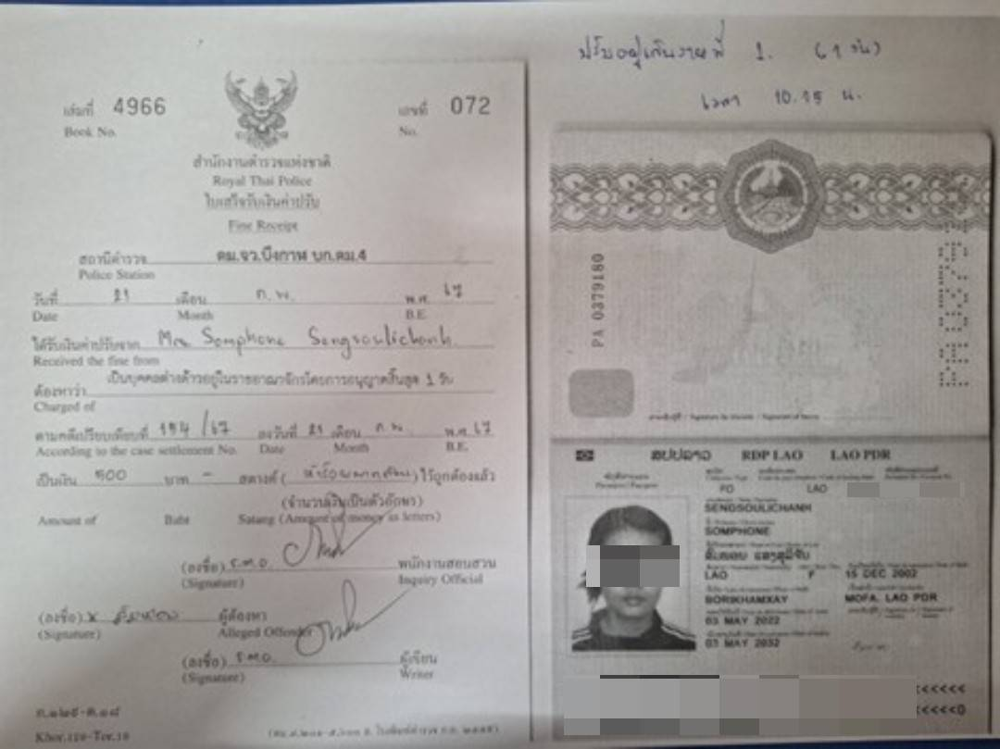 ปรับอยู่เกินรายที่ 1. (1 วัน)
เวลา 10.15 น.
เล่มที่ 4966
Book No.
เลขที่ 072
No.
สำนักงานตำรวจแห่งชาติ
Royal Thai Police
ใบเสร็จรับเงินค่าปรับ
Fine Receipt
สถานีตำรวจ ตม.จว.บึงกาฬ บก.ตม.4
Police Station
วันที่ 21 เดือน ก.พ. พ.ศ. 67
Date Month B.E.
ได้รับเงินค่าปรับจาก Somphone Sengsoulichanh
Received the fine from
ต้องหาว่า เป็นบุคคลต่างด้าวอยู่ในราชอาณาจักรโดยการอนุญาตสิ้นสุด 1 วัน
Charged of
ตามคดีเปรียบเทียบที่ 154/67 ลงวันที่ 21 เดือน ก.พ. พ.ศ. 67
According to the case settlement No. Date Month B.E.
เป็นเงิน 500 บาท - สตางค์ (ห้าร้อยบาทถ้วน) ไว้ถูกต้องแล้ว
(จำนวนเงินเป็นตัวอักษร)
Amount of Baht Satang (Amount of money as letters)
(ลงชื่อ) ร.ต.อ. พนักงานสอบสวน
(Signature) Inquiry Official
(ลงชื่อ) x ผู้ต้องหา
(Signature) Alleged Offender
(ลงชื่อ) ร.ต.อ. ผู้เขียน
(Signature) Writer
ต.๑๒๕-ต.๑๘
Khor.125-Tor.18
PA 0379180
ສປປລາວ RDP LAO LAO PDR
PO LAO
SENGSOULICHANH
SOMPHONE
ສົມພອນ ແສງສຸລິຈັນ
LAO F 15 DEC 2002
BORIKHAMXAY MOFA. LAO PDR
03 MAY 2022
03 MAY 2032
<<<<<<
<<<<<0